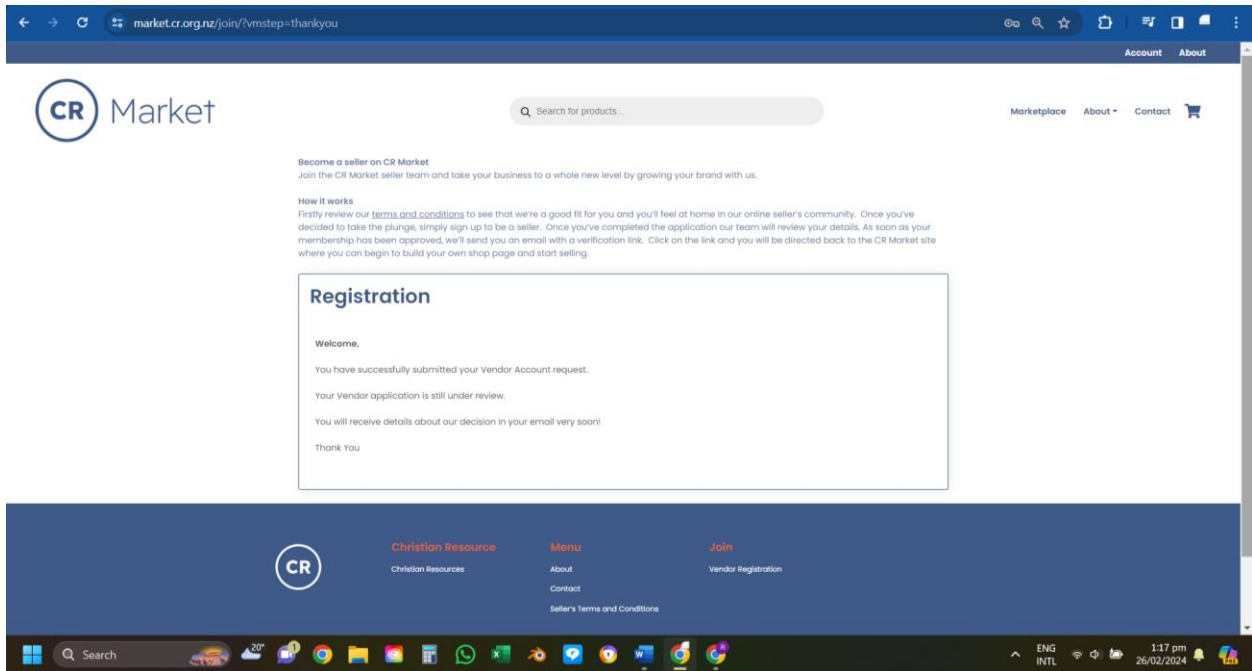 market.cr.org.nz/join/?vmstep=thankyou
Account About
CR Market
Search for products...
Marketplace About Contact
Become a seller on CR Market
Join the CR Market seller team and take your business to a whole new level by growing your brand with us.
How it works
Firstly review our terms and conditions to see that we're a good fit for you and you'll feel at home in our online seller's community. Once you've
decided to take the plunge, simply sign up to be a seller. Once you've completed the application our team will review your details. As soon as your
membership has been approved, we'll send you an email with a verification link. Click on the link and you will be directed back to the CR Market site
where you can begin to build your own shop page and start selling.
Registration
Welcome,
You have successfully submitted your Vendor Account request.
Your Vendor application is still under review.
You will receive details about our decision in your email very soon!
Thank You
CR
Christian Resource Menu Join
Christian Resources About Vendor Registration
Contact
Seller's Terms and Conditions
Search 20° ENG 1:17 pm
INTL 26/02/2024